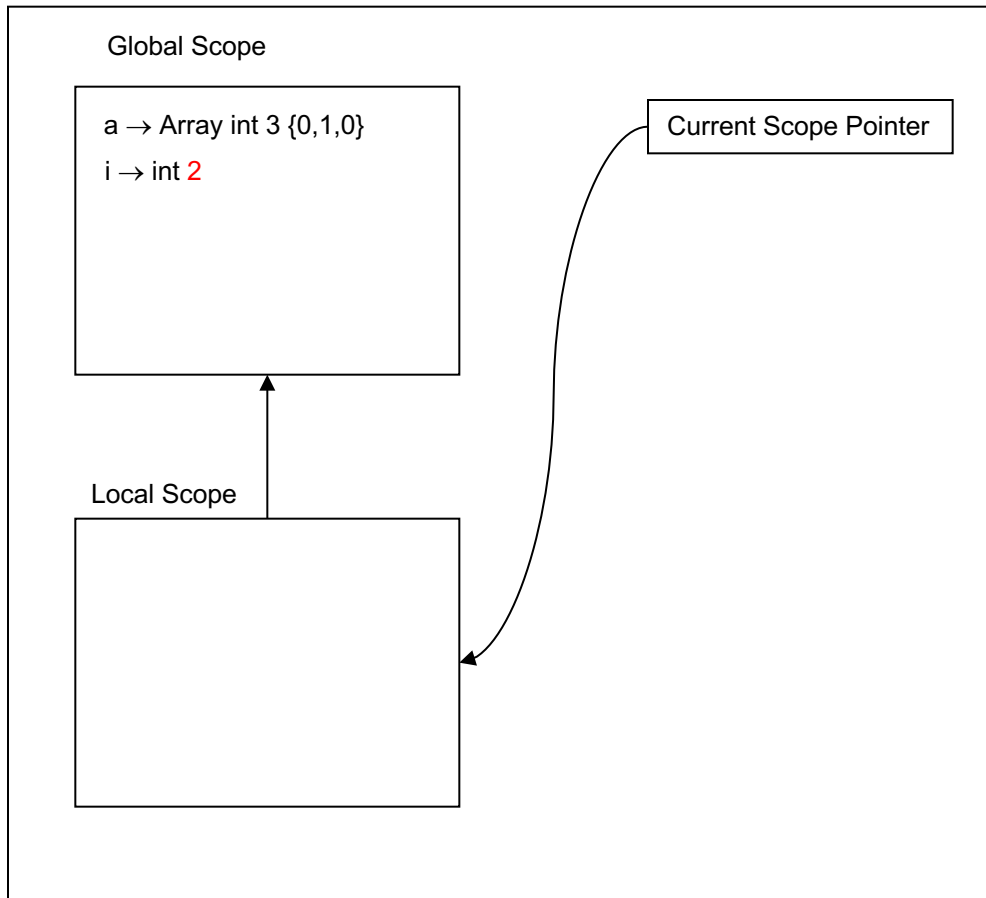 Global Scope
a → Array int 3 {0,1,0}
i → int 2
Current Scope Pointer
Local Scope